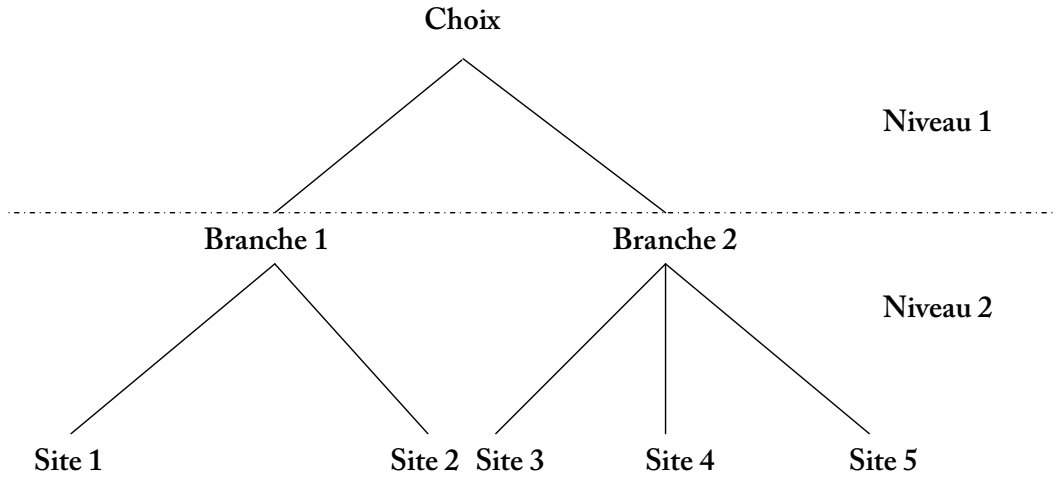 Choix
Niveau 1
Branche 1
Branche 2
Niveau 2
Site 1
Site 2
Site 3
Site 4
Site 5